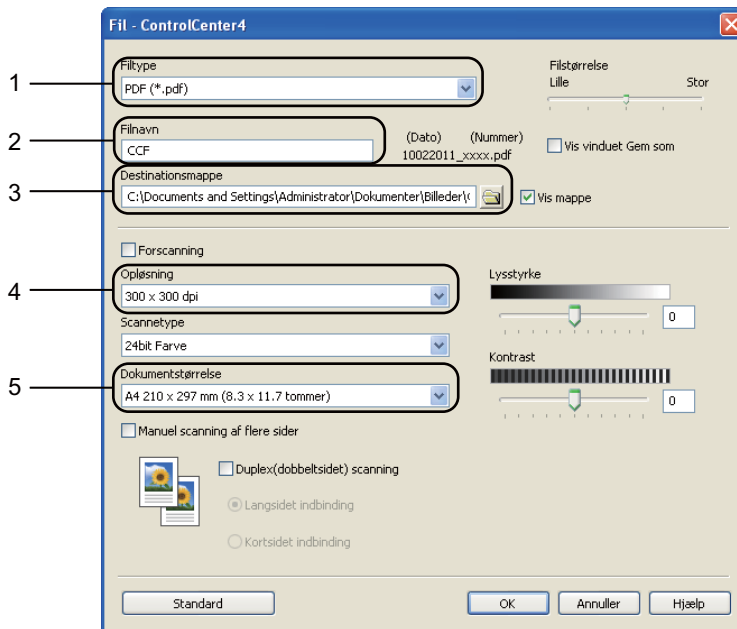 Fil - ControlCenter4
1
Filtype
PDF (*.pdf)
Filstørrelse
Lille Stor
2
Filnavn
CCF
(Dato) (Nummer)
10022011_xxxx.pdf
Vis vinduet Gem som
3
Destinationsmappe
C:\Documents and Settings\Administrator\Dokumenter\Billeder\
Vis mappe
Forscanning
4
Opløsning
300 x 300 dpi
Lysstyrke
0
Scannetype
24bit Farve
Kontrast
0
5
Dokumentstørrelse
A4 210 x 297 mm (8.3 x 11.7 tommer)
Manuel scanning af flere sider
Duplex(dobbeltsidet) scanning
Langsidet indbinding
Kortsidet indbinding
Standard OK Annuller Hjælp